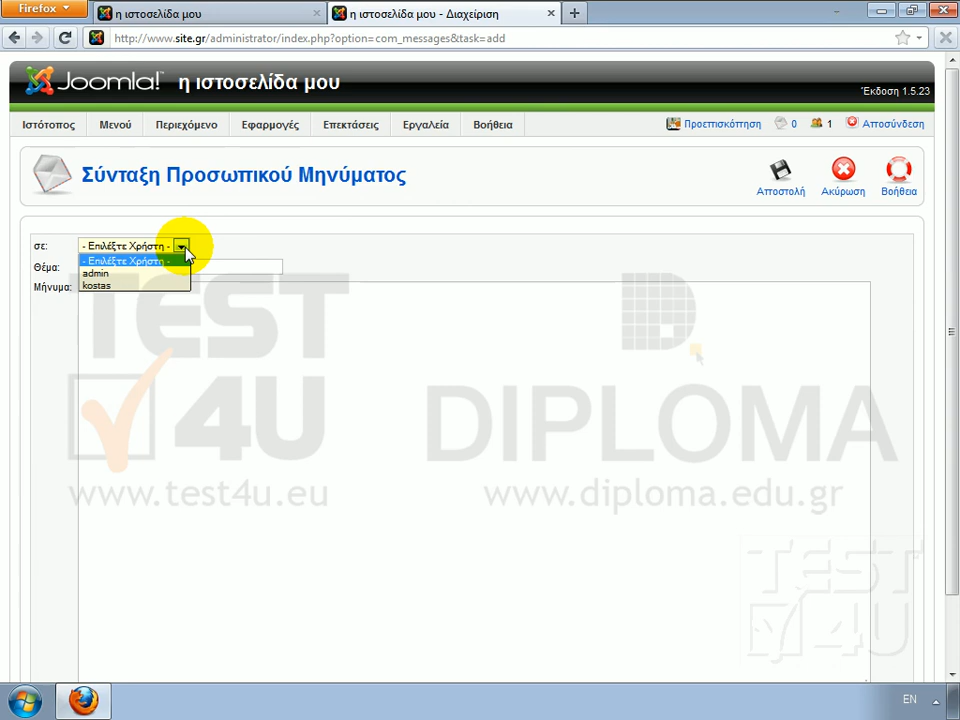 Firefox
η ιστοσελίδα μου
η ιστοσελίδα μου - Διαχείριση
http://www.site.gr/administrator/index.php?option=com_messages&task=add
Joomla!™ η ιστοσελίδα μου
Έκδοση 1.5.23
Ιστότοπος Μενού Περιεχόμενο Εφαρμογές Επεκτάσεις Εργαλεία Βοήθεια
Προεπισκόπηση 0 1 Αποσύνδεση
Σύνταξη Προσωπικού Μηνύματος
Αποστολή Ακύρωση Βοήθεια
σε: - Επιλέξτε Χρήστη -
- Επιλέξτε Χρήστη -
Θέμα:
admin
kostas
Μήνυμα:
TEST
4U
DIPLOMA
www.test4u.eu
www.diploma.edu.gr
TEST
4U
EN